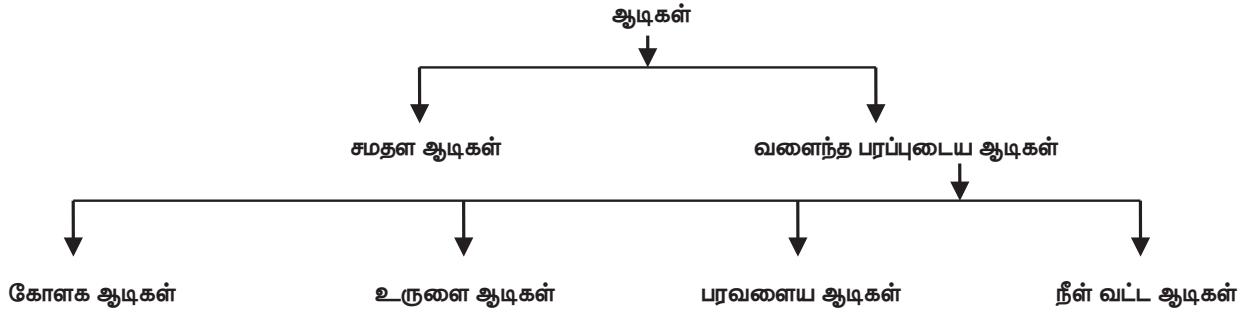 ஆடிகள்
சமதள ஆடிகள்
வளைந்த பரப்புடைய ஆடிகள்
கோளக ஆடிகள்
உருளை ஆடிகள்
பரவளைய ஆடிகள்
நீள் வட்ட ஆடிகள்